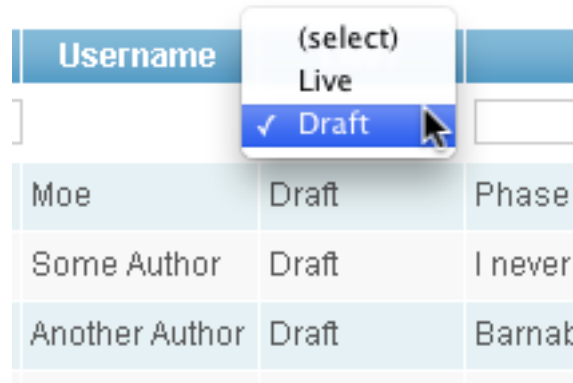 (select)
Username
Live
✓ Draft
Moe Draft Phase
Some Author Draft I never
Another Author Draft Barnab